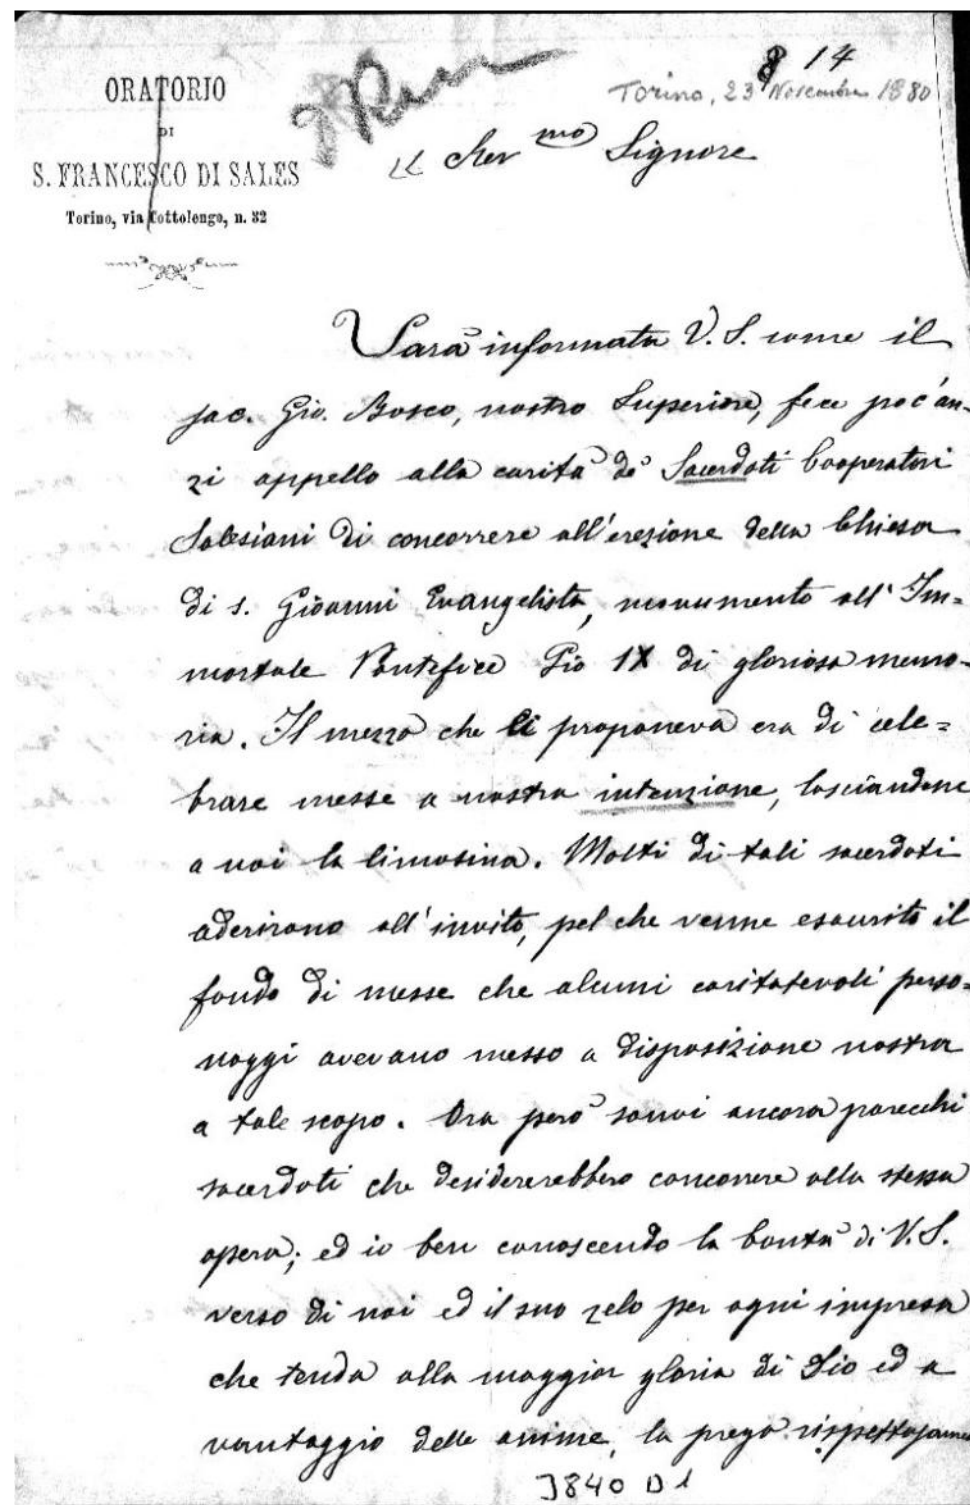 ORATORIO
DI
S. FRANCESCO DI SALES
Torino, via Cottolengo, n. 32
8 14
Torino, 23 Novembre 1880
Rev mo Signore
Sarà informata V. S. come il
sac. Gio. Bosco, nostro Superiore, fece poc'an-
zi appello alla carità de' Sacerdoti Cooperatori
Salesiani di concorrere all'erezione della Chiesa
di s. Giovanni Evangelista, monumento all' Im=
mortale Pontefice Pio IX di gloriosa memo-
ria. Il mezzo che Ei proponeva era di cele=
brare messe a nostra intenzione, lasciandone
a noi la limosina. Molti di tali sacerdoti
aderirono all'invito, pel che venne esaurito il
fondo di messe che alcuni caritatevoli perso=
naggi avevano messo a disposizione nostra
a tale scopo. Ora però sonvi ancora parecchi
sacerdoti che desidererebbero concorrere alla stessa
opera; ed io ben conoscendo la bontà di V. S.
verso di noi ed il suo zelo per ogni impresa
che tenda alla maggior gloria di Dio ed a
vantaggio delle anime, la prego rispettosame
3840 D 1